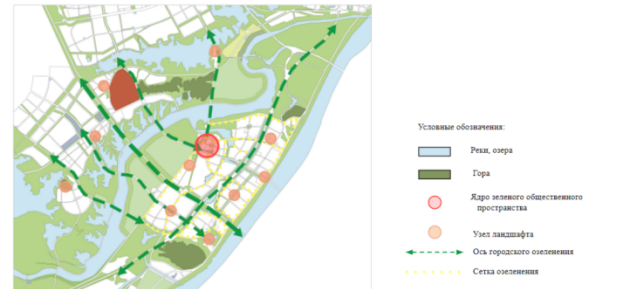 Условные обозначения:
Реки, озера
Гора
Ядро зеленого общественного
пространства
Узел ландшафта
Ось городского озеленения
Сетка озеленения